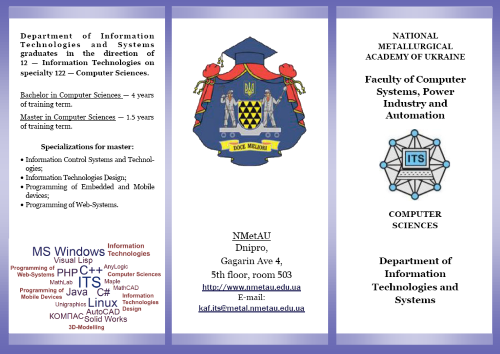 Department of Information
Technologies and Systems
graduates in the direction of
12 — Information Technologies on
specialty 122 — Computer Sciences.
Bachelor in Computer Sciences — 4 years
of training term.
Master in Computer Sciences — 1.5 years
of training term.
Specializations for master:
• Information Control Systems and Technol-
ogies;
• Information Technologies Design;
• Programming of Embedded and Mobile
devices;
• Programming of Web-Systems.
MS Windows
Information
Technologies
Visual Lisp
Programming of
Web-Systems
PHP
C++
AnyLogic
Computer Sciences
MathLab
ITS
Maple
MathCAD
Programming of
Mobile Devices
Java
C#
Information
Technologies
Design
Unigraphics
Linux
AutoCAD
КОМПАС
Solid Works
3D-Modelling
DOCE MELIORI
NMetAU
Dnipro,
Gagarin Ave 4,
5th floor, room 503
http://www.nmetau.edu.ua
E-mail:
kaf.its@metal.nmetau.edu.ua
NATIONAL
METALLURGICAL
ACADEMY OF UKRAINE
Faculty of Computer
Systems, Power
Industry and
Automation
ITS
COMPUTER
SCIENCES
Department of
Information
Technologies and
Systems